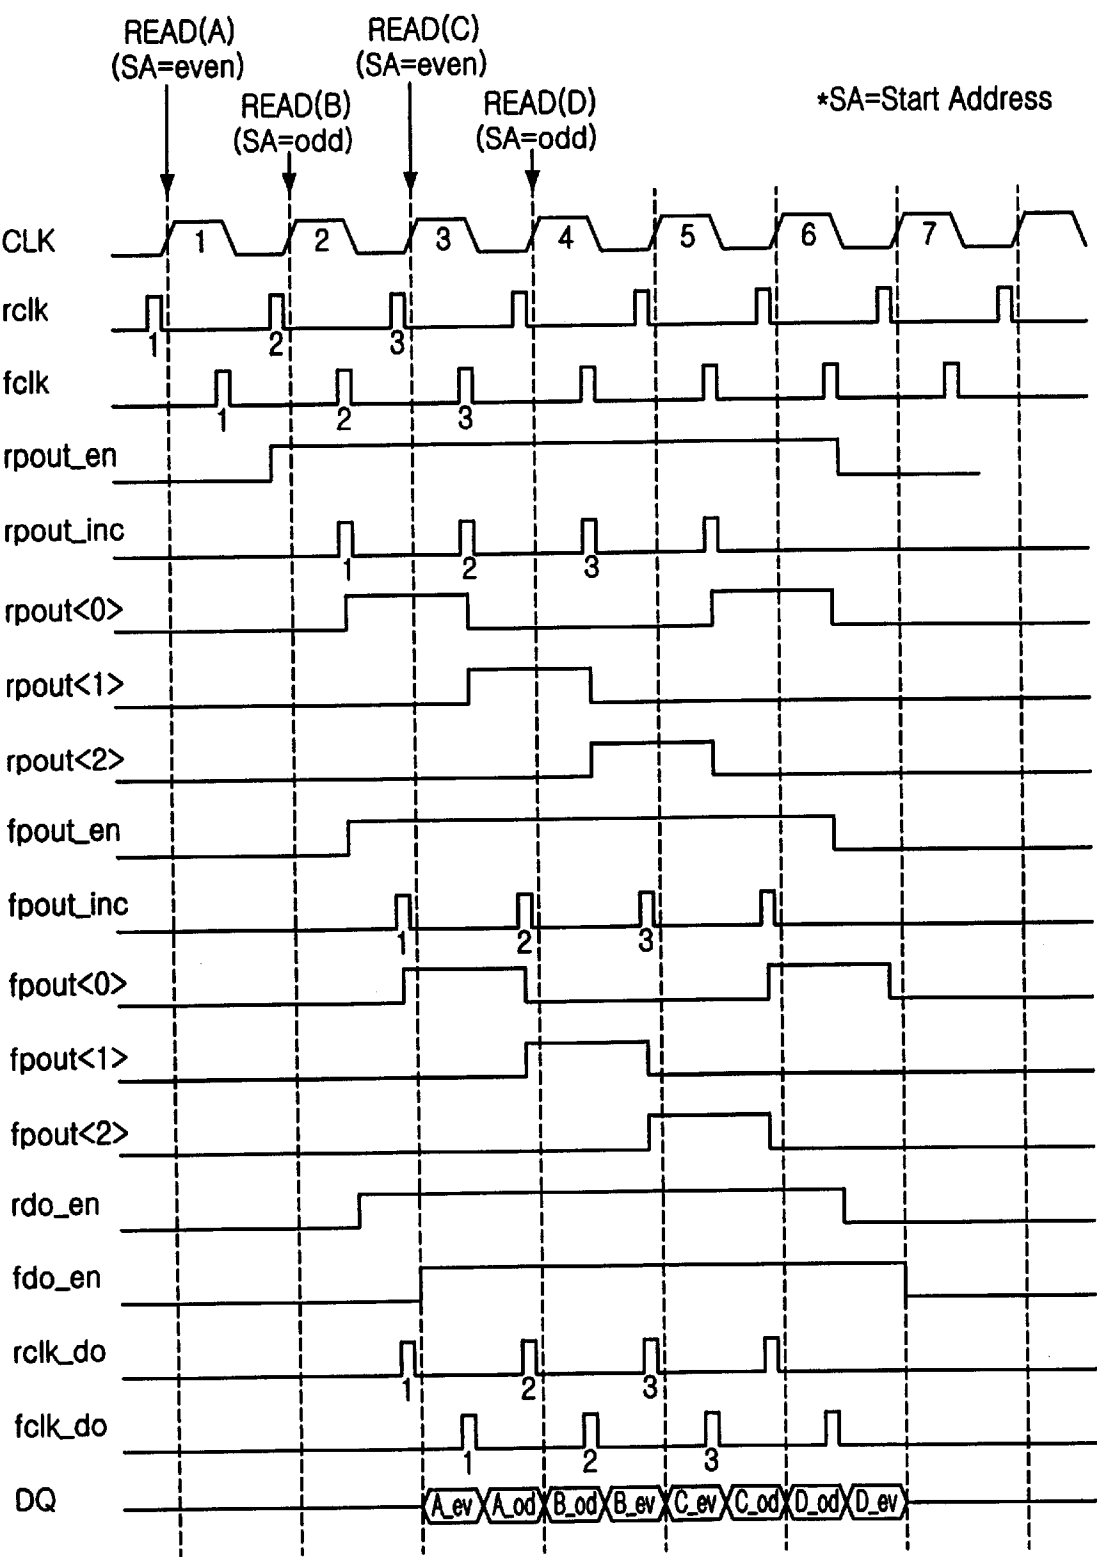 READ(A)
(SA=even)
READ(C)
(SA=even)
READ(B)
(SA=odd)
READ(D)
(SA=odd)
*SA=Start Address
CLK 1 2 3 4 5 6 7
rclk
1 2 3
fclk
1 2 3
rpout_en
rpout_inc
1 2 3
rpout<0>
rpout<1>
rpout<2>
fpout_en
fpout_inc
1 2 3
fpout<0>
fpout<1>
fpout<2>
rdo_en
fdo_en
rclk_do
1 2 3
fclk_do
1 2 3
DQ A_ev A_od B_od B_ev C_ev C_od D_od D_ev